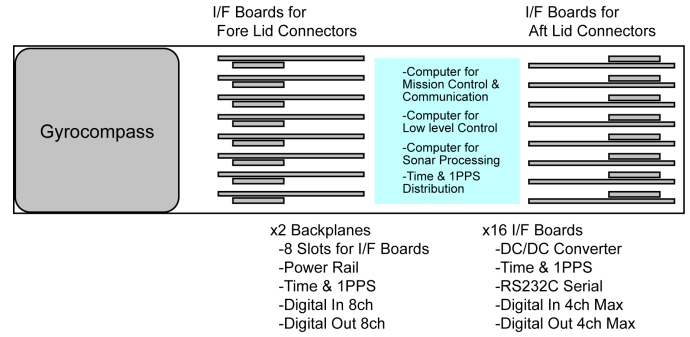 I/F Boards for
Fore Lid Connectors
I/F Boards for
Aft Lid Connectors
Gyrocompass
-Computer for
Mission Control &
Communication
-Computer for
Low level Control
-Computer for
Sonar Processing
-Time & 1PPS
Distribution
x2 Backplanes
-8 Slots for I/F Boards
-Power Rail
-Time & 1PPS
-Digital In 8ch
-Digital Out 8ch
x16 I/F Boards
-DC/DC Converter
-Time & 1PPS
-RS232C Serial
-Digital In 4ch Max
-Digital Out 4ch Max